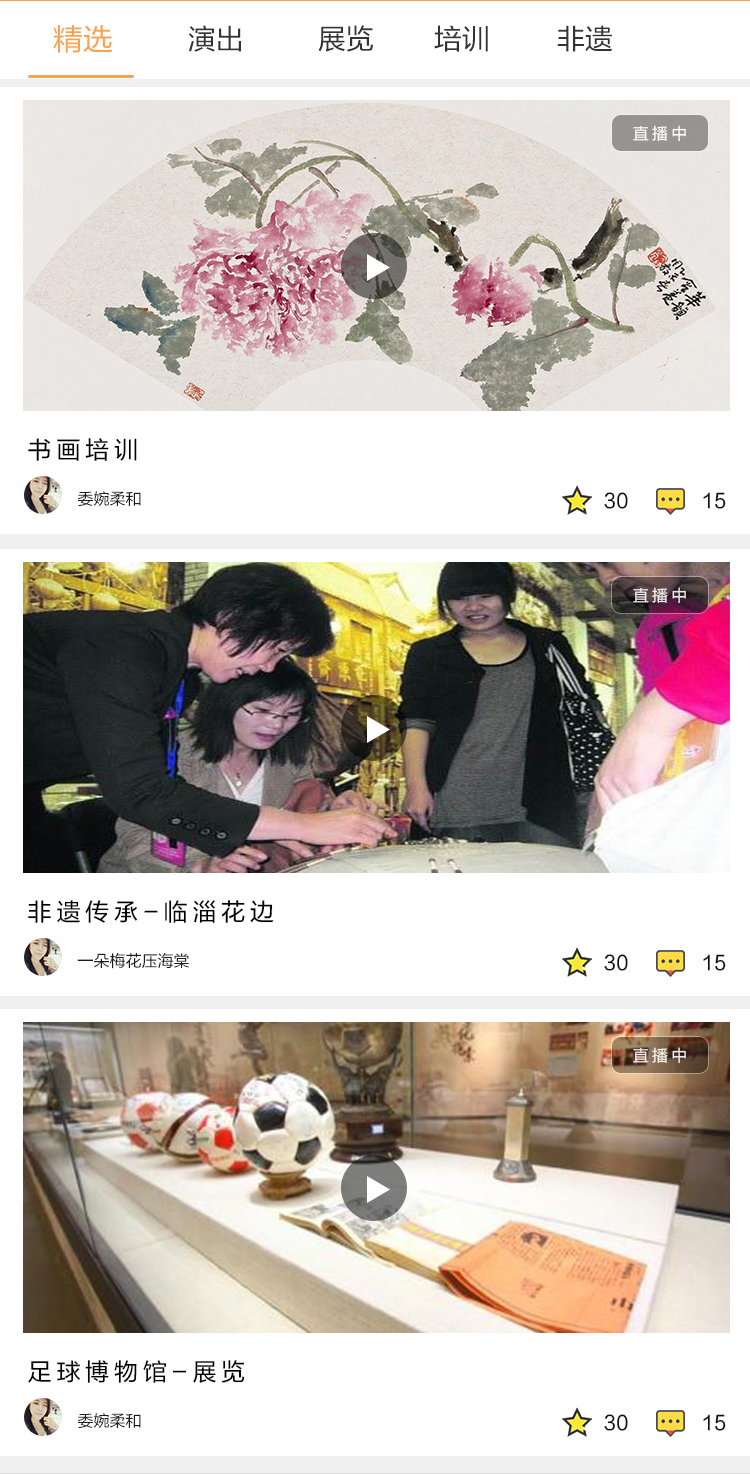 精选 演出 展览 培训 非遗
直播中
书画培训
委婉柔和 30 15
直播中
非遗传承–临淄花边
一朵梅花压海棠 30 15
直播中
足球博物馆–展览
委婉柔和 30 15